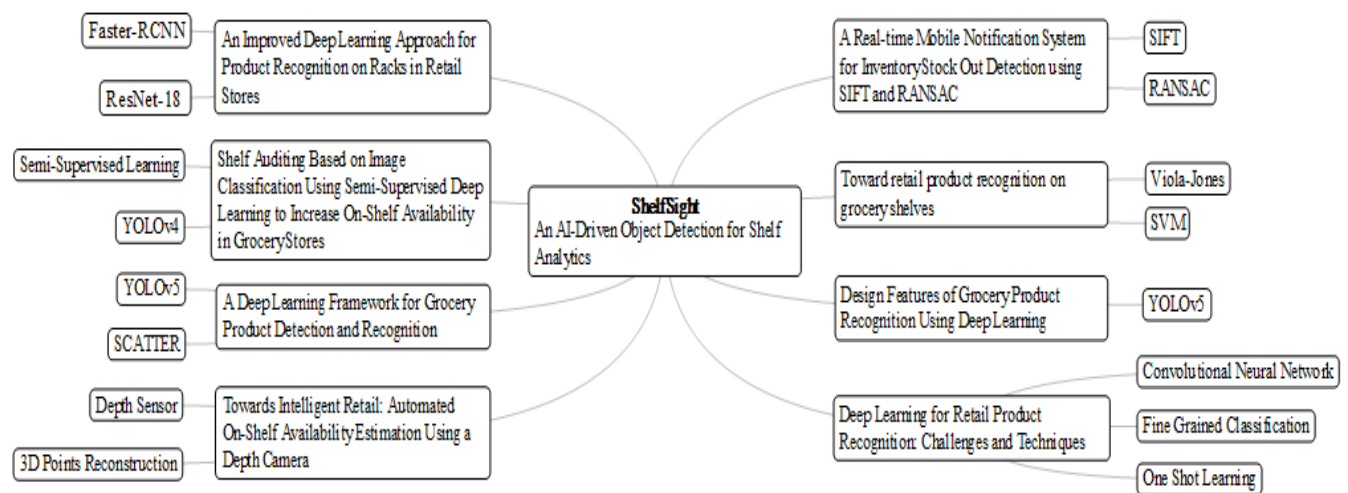 Faster-RCNN
ResNet-18
An Improved Deep Learning Approach for
Product Recognition on Racks in Retail
Stores
Semi-Supervised Learning
YOLOv4
Shelf Auditing Based on Image
Classification Using Semi-Supervised Deep
Learning to Increase On-Shelf Availability
in Grocery Stores
YOLOv5
SCATTER
A Deep Learning Framework for Grocery
Product Detection and Recognition
Depth Sensor
3D Points Reconstruction
Towards Intelligent Retail: Automated
On-Shelf Availability Estimation Using a
Depth Camera
ShelfSight
An AI-Driven Object Detection for Shelf
Analytics
A Real-time Mobile Notification System
for Inventory Stock Out Detection using
SIFT and RANSAC
SIFT
RANSAC
Toward retail product recognition on
grocery shelves
Viola-Jones
SVM
Design Features of Grocery Product
Recognition Using Deep Learning
YOLOv5
Deep Learning for Retail Product
Recognition: Challenges and Techniques
Convolutional Neural Network
Fine Grained Classification
One Shot Learning